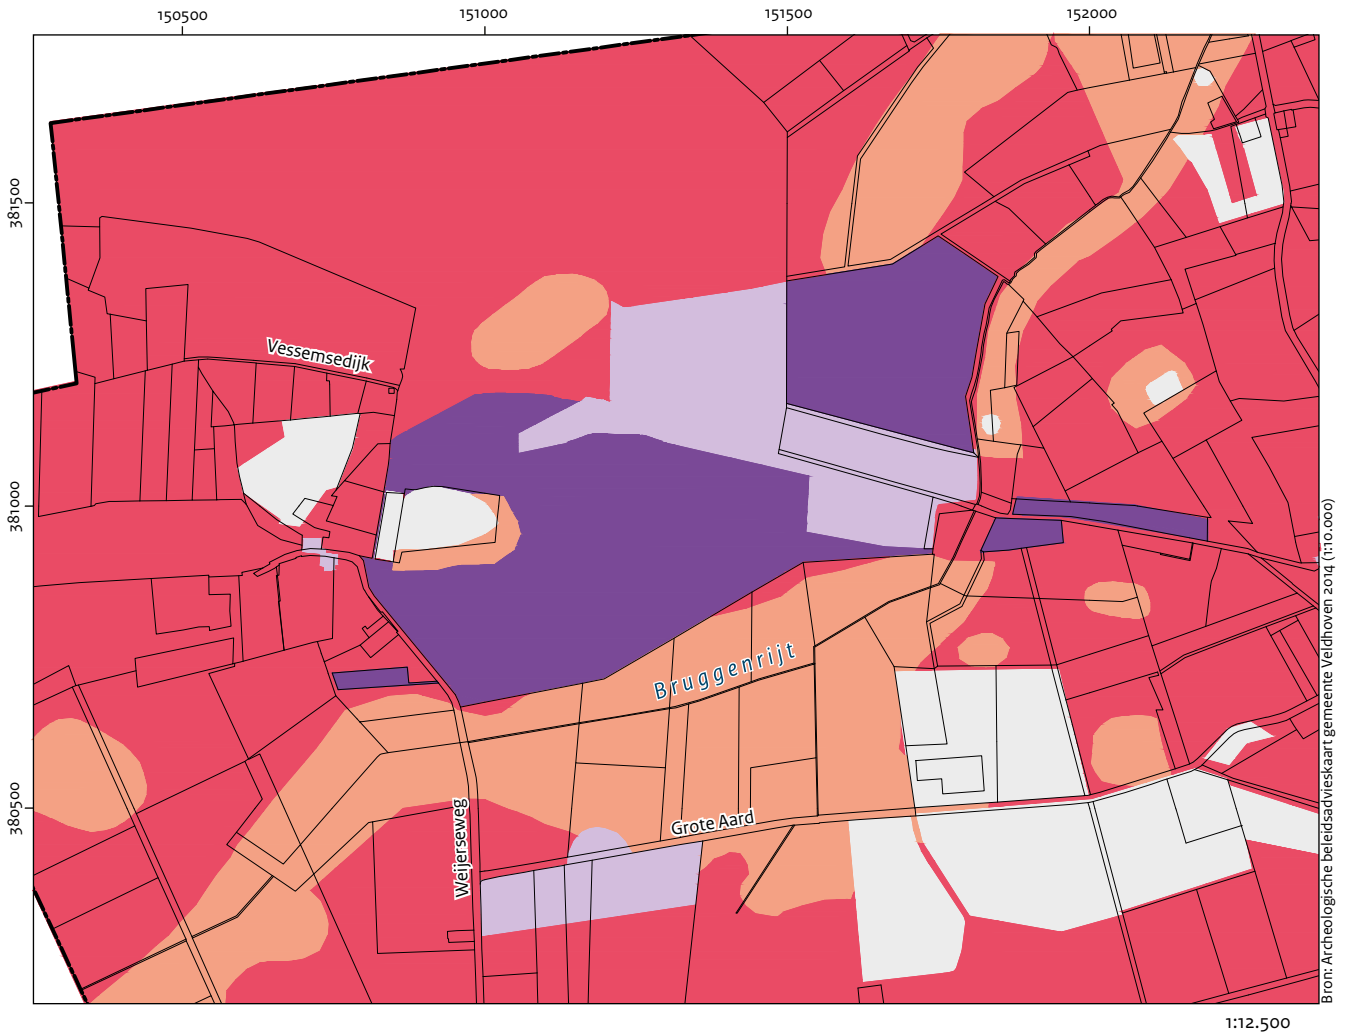 150500
151000
151500
152000
381500
381000
380500
Vessemsedijk
Bruggenrijt
Grote Aard
Weijerseweg
Bron: Archeologische beleidsadvieskaart gemeente Veldhoven 2014 (1:10.000)
1:12.500